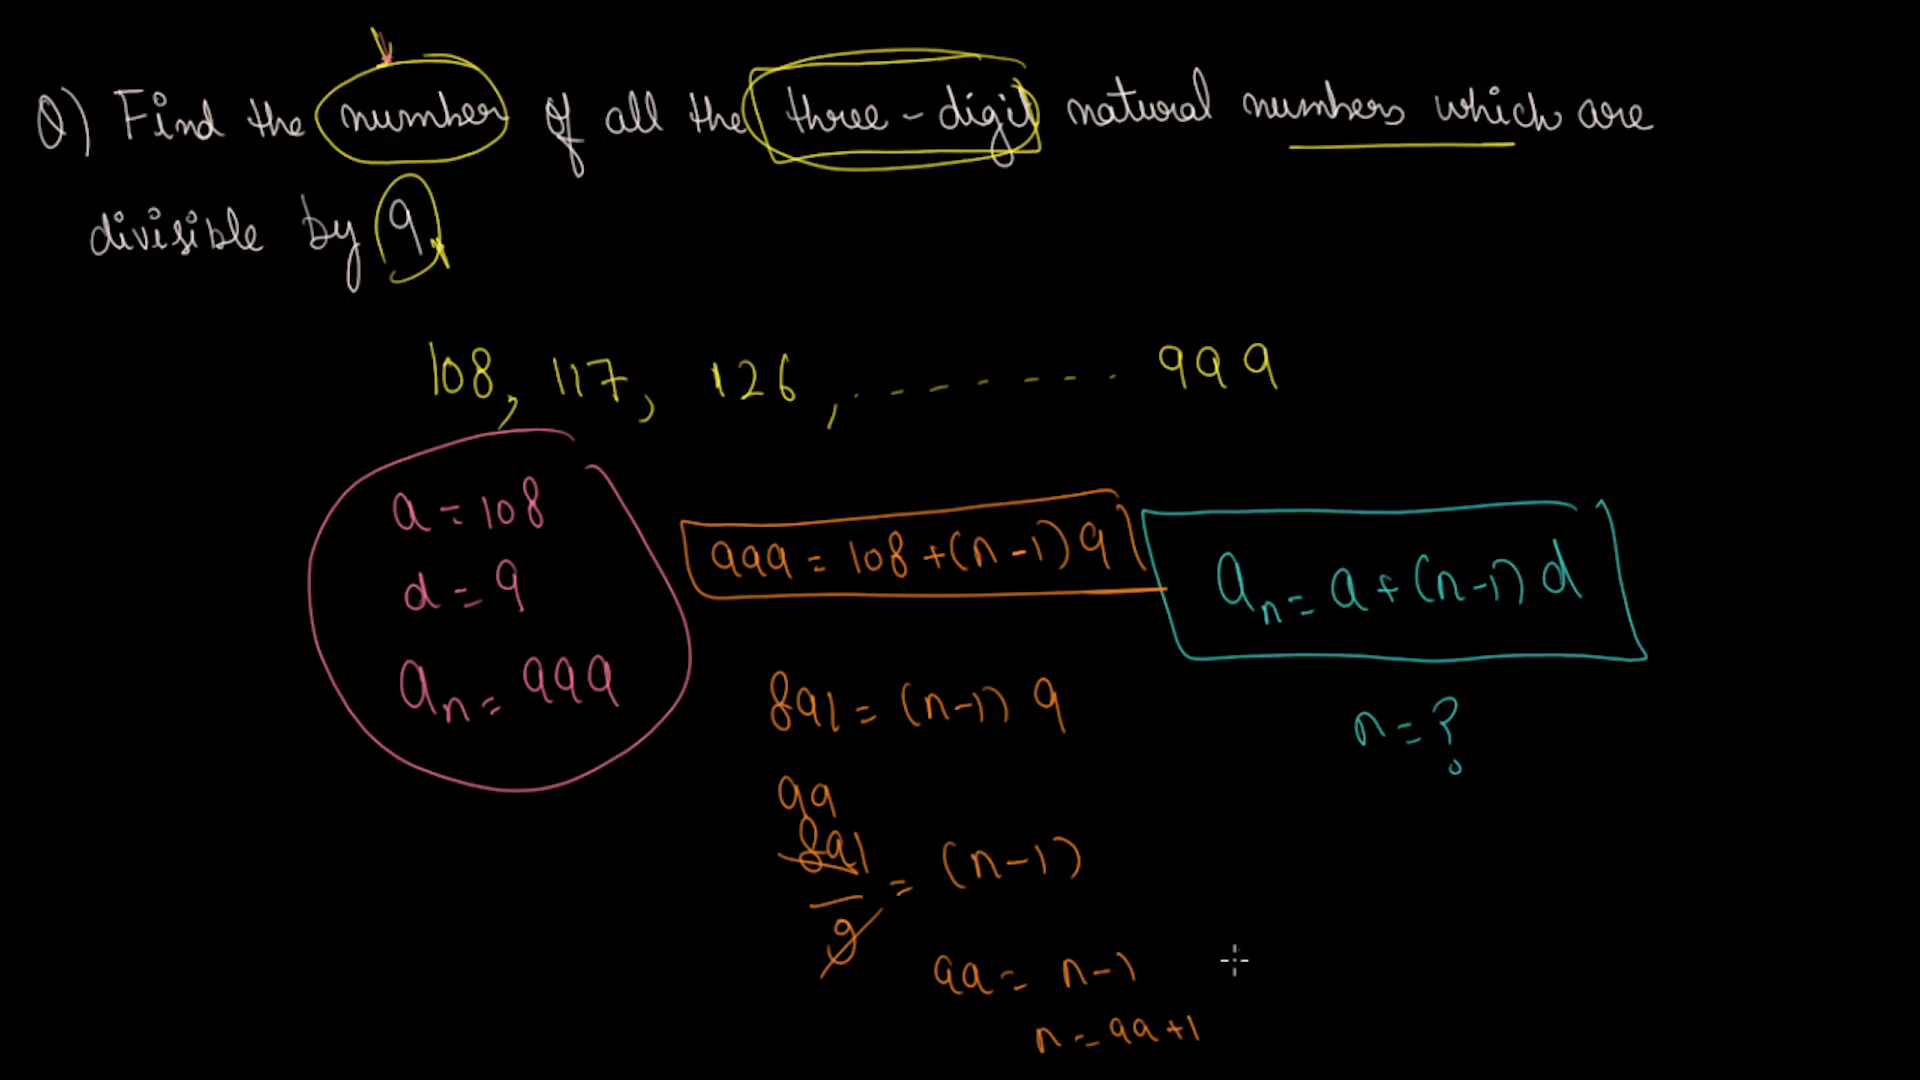 Q) Find the number of all the three-digit natural numbers which are
divisible by 9.
108, 117, 126, ........ 999
a = 108
d = 9
an = 999
999 = 108 + (n-1) 9
an = a + (n-1) d
n = ?
891 = (n-1) 9
99
891
9
= (n-1)
99 = n-1
n = 99+1